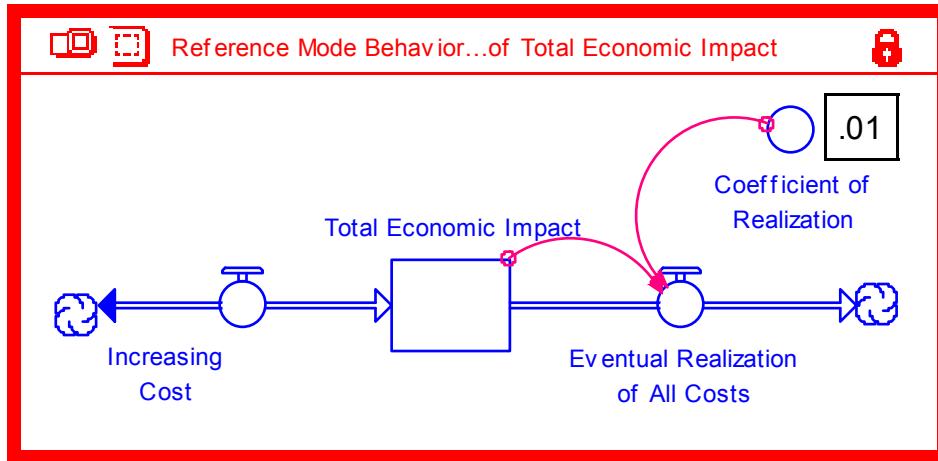 Reference Mode Behavior...of Total Economic Impact
.01
Coefficient of
Realization
Total Economic Impact
Increasing
Cost
Eventual Realization
of All Costs